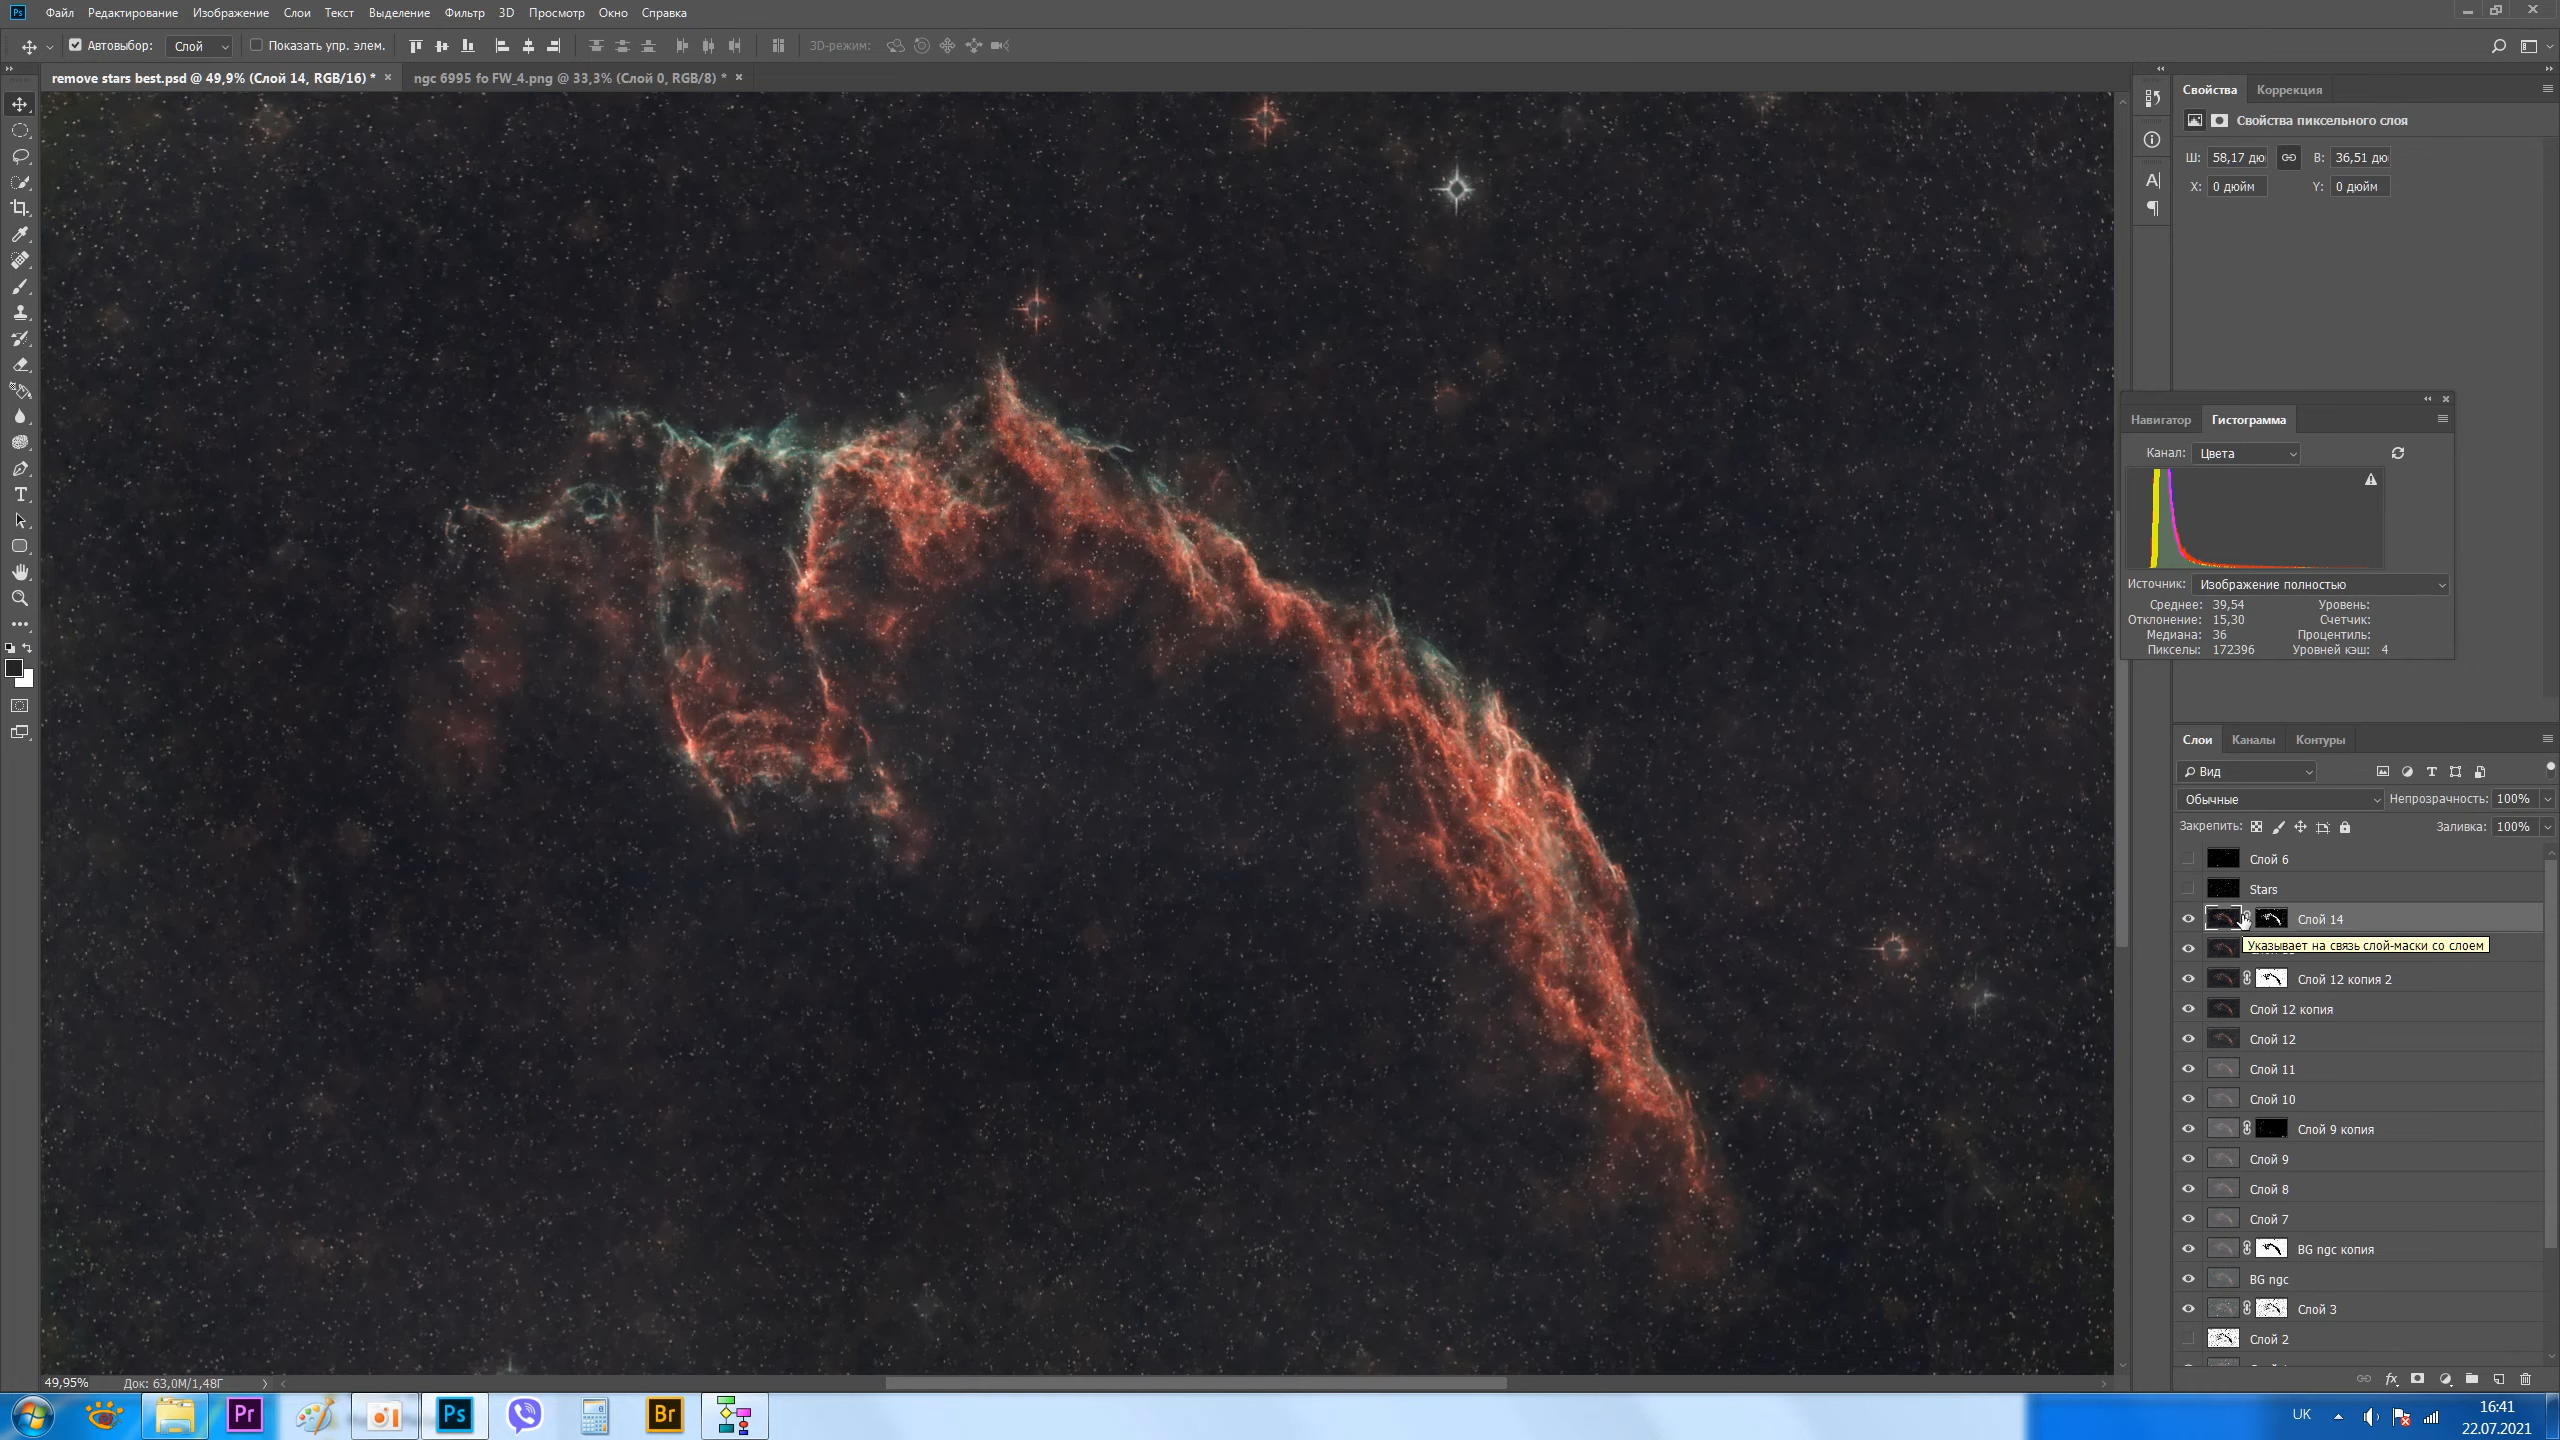 Ps Файл Редактирование Изображение Слои Текст Выделение Фильтр 3D Просмотр Окно Справка
Автовыбор: Слой Показать упр. элем. 3D-режим:
remove stars best.psd @ 49,9% (Слой 14, RGB/16) * × ngc 6995 fo FW_4.png @ 33,3% (Слой 0, RGB/8) * ×
Свойства Коррекция
Свойства пиксельного слоя
Ш: 58,17 дю В: 36,51 дю
X: 0 дюйм Y: 0 дюйм
Навигатор Гистограмма
Канал: Цвета
Источник: Изображение полностью
Среднее: 39,54 Уровень:
Отклонение: 15,30 Счетчик:
Медиана: 36 Процентиль:
Пикселы: 172396 Уровней кэш: 4
Слои Каналы Контуры
Вид
Обычные Непрозрачность: 100%
Закрепить: Заливка: 100%
Слой 6
Stars
Слой 14
Указывает на связь слой-маски со слоем
Слой 12 копия 2
Слой 12 копия
Слой 12
Слой 11
Слой 10
Слой 9 копия
Слой 9
Слой 8
Слой 7
BG ngc копия
BG ngc
Слой 3
Слой 2
49,95% Док: 63,0M/1,48Г
Pr Ps Br
UK 16:41
22.07.2021